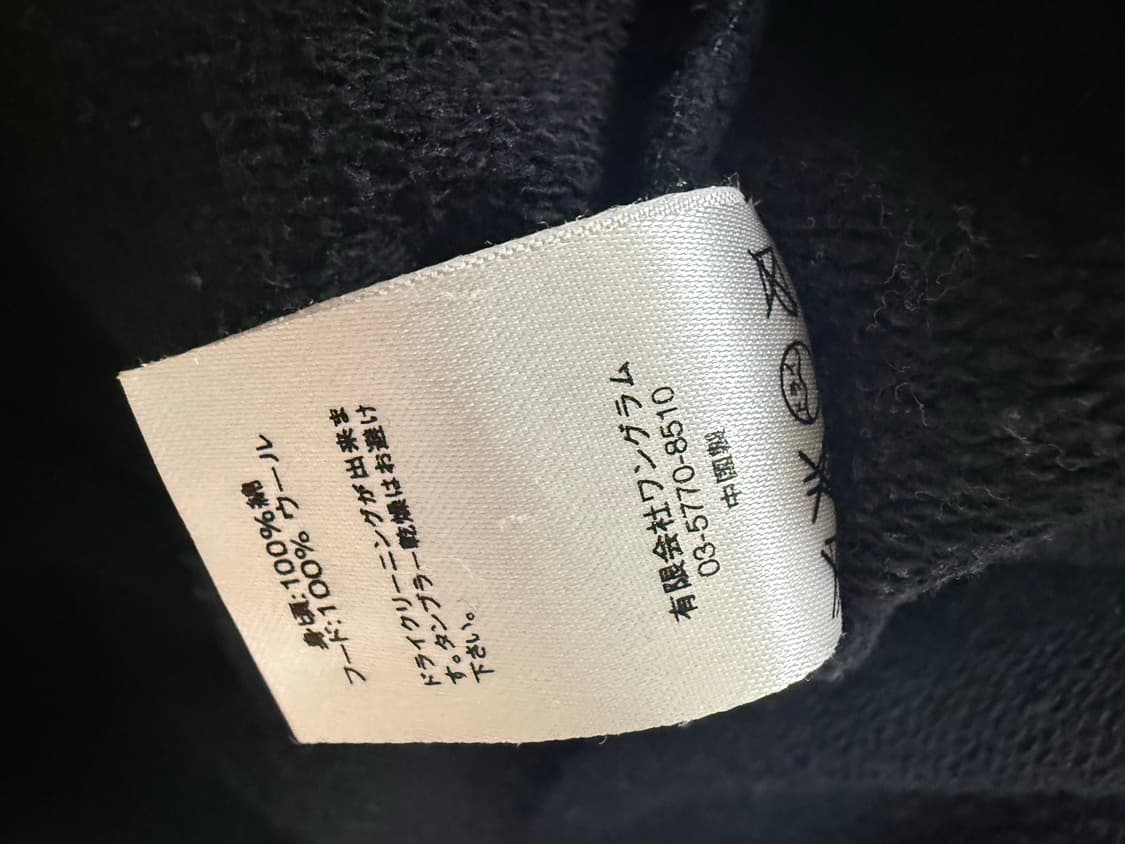 身頃:100%綿
フード:100% ウール
ドライクリーニングが出来ま
す。タンブラー乾燥はお避け
下さい。
有限会社ワングラム
03-5770-8510
中国製